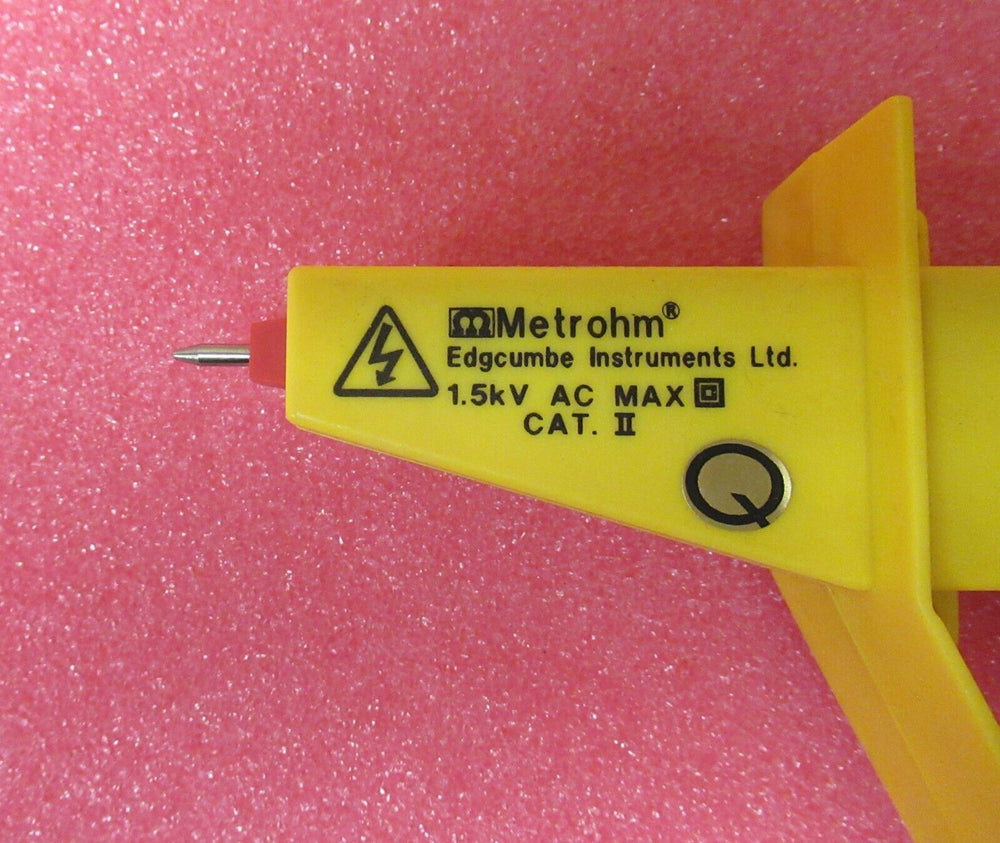 Metrohm®
Edgcumbe Instruments Ltd.
1.5kV AC MAX
CAT. II
Q